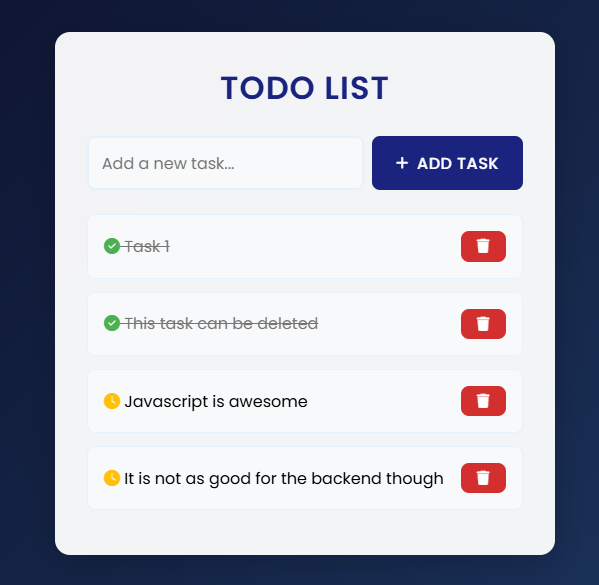 TODO LIST
Add a new task...
+ ADD TASK
Task 1
This task can be deleted
Javascript is awesome
It is not as good for the backend though